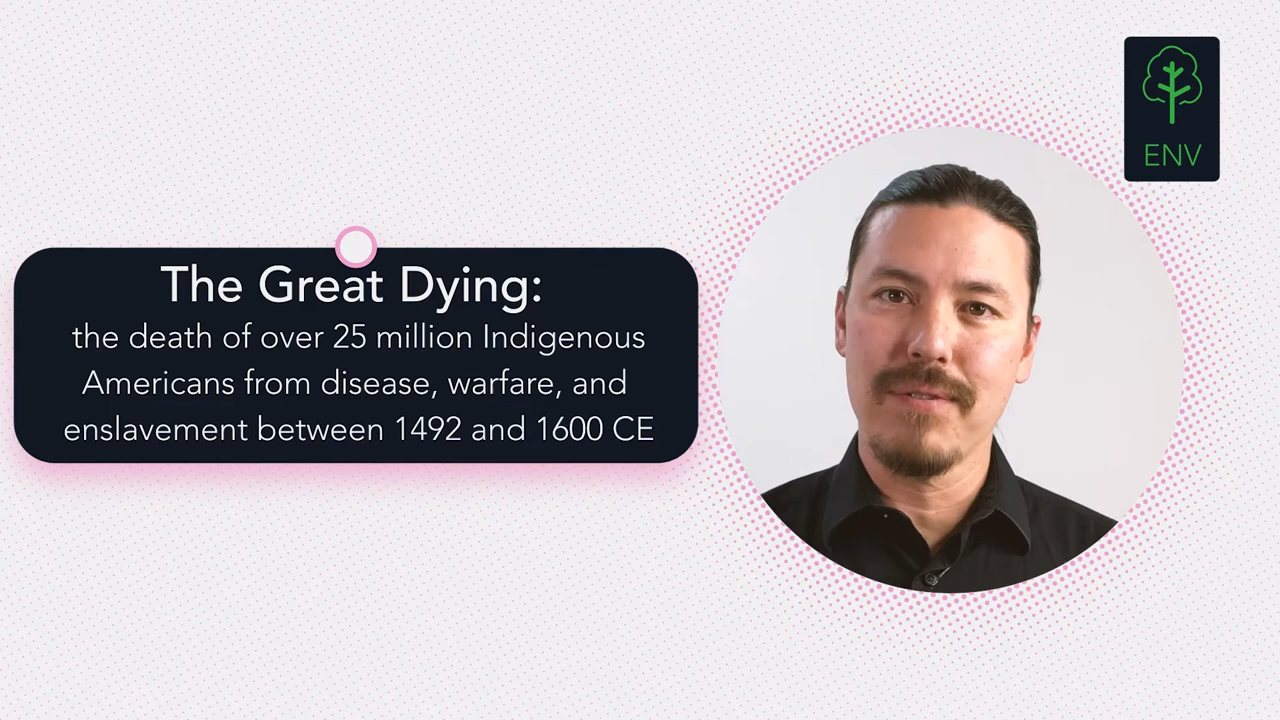 The Great Dying:
the death of over 25 million Indigenous
Americans from disease, warfare, and
enslavement between 1492 and 1600 CE
ENV